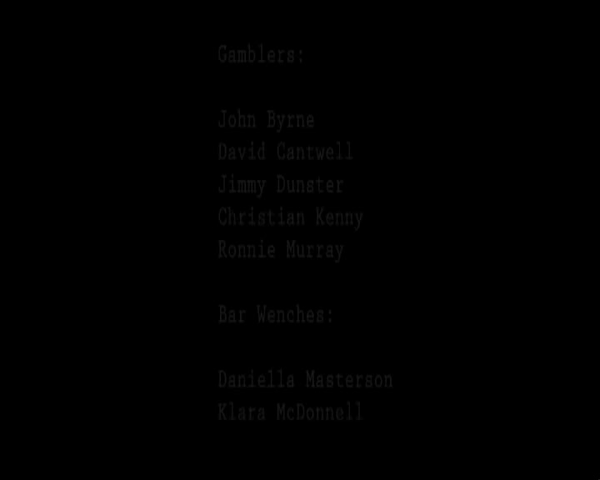 Gamblers:
John Byrne
David Cantwell
Jimmy Dunster
Christian Kenny
Ronnie Murray
Bar Wenches:
Daniella Masterson
Klara McDonnell